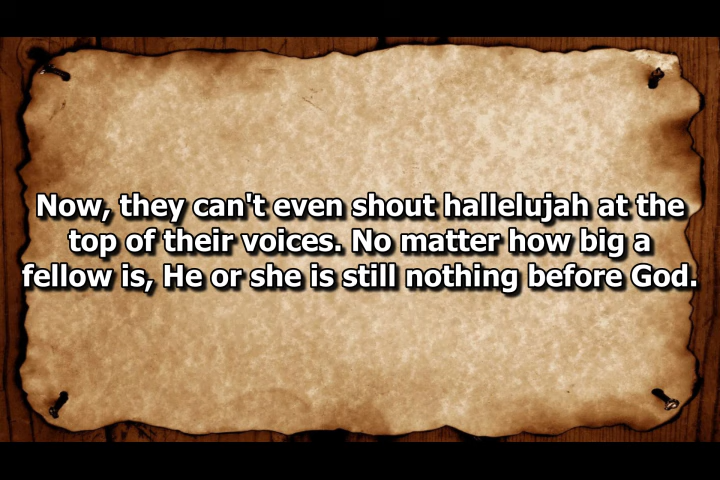 Now, they can't even shout hallelujah at the
top of their voices. No matter how big a
fellow is, He or she is still nothing before God.